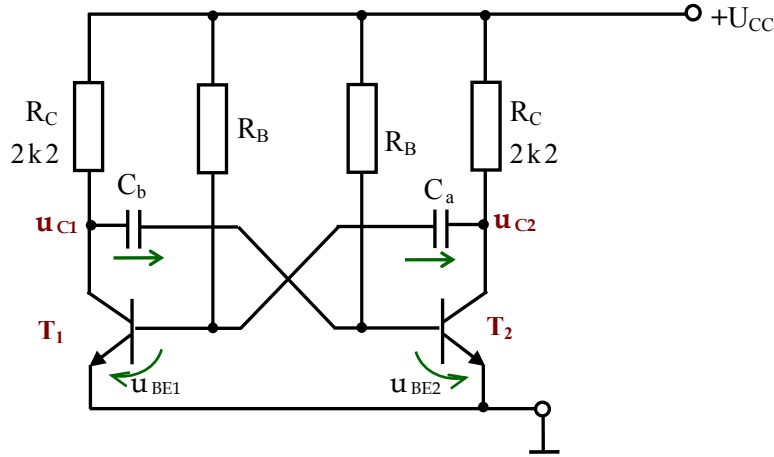 +U_CC
R_C
2k2
R_B
R_B
R_C
2k2
C_b
C_a
u_C1
u_C2
T_1
T_2
u_BE1
u_BE2